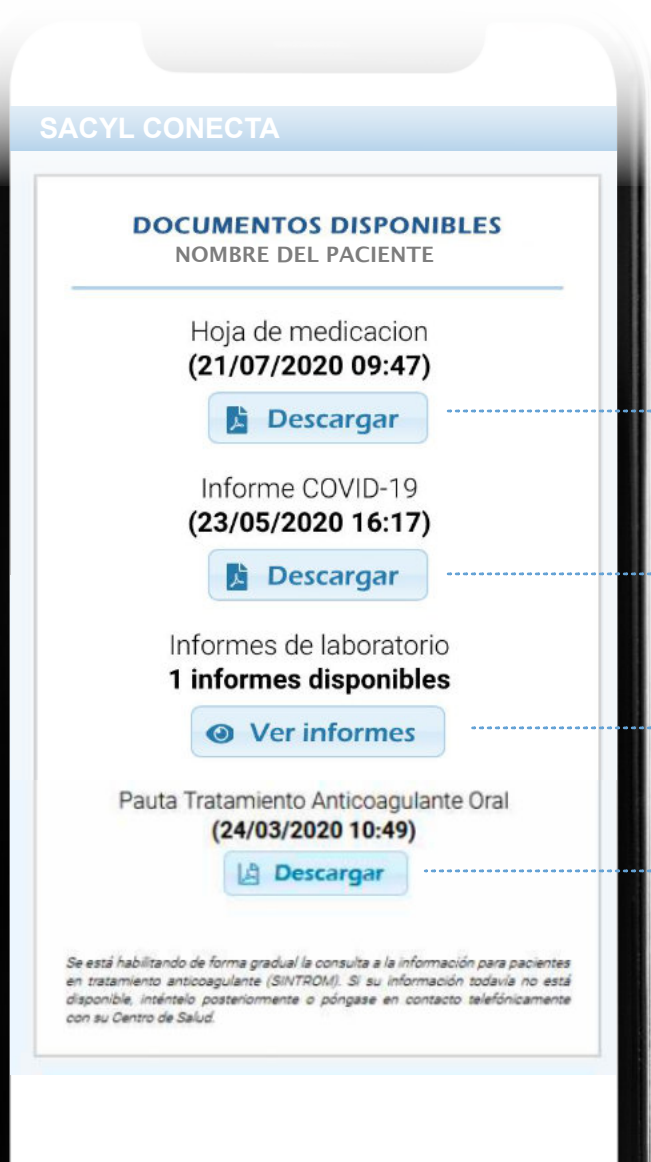 SACYL CONECTA
DOCUMENTOS DISPONIBLES
NOMBRE DEL PACIENTE
Hoja de medicacion
(21/07/2020 09:47)
Descargar
Informe COVID-19
(23/05/2020 16:17)
Descargar
Informes de laboratorio
1 informes disponibles
Ver informes
Pauta Tratamiento Anticoagulante Oral
(24/03/2020 10:49)
Descargar
Se está habilitando de forma gradual la consulta a la información para pacientes
en tratamiento anticoagulante (SINTROM). Si su información todavía no está
disponible, inténtelo posteriormente o póngase en contacto telefónicamente
con su Centro de Salud.